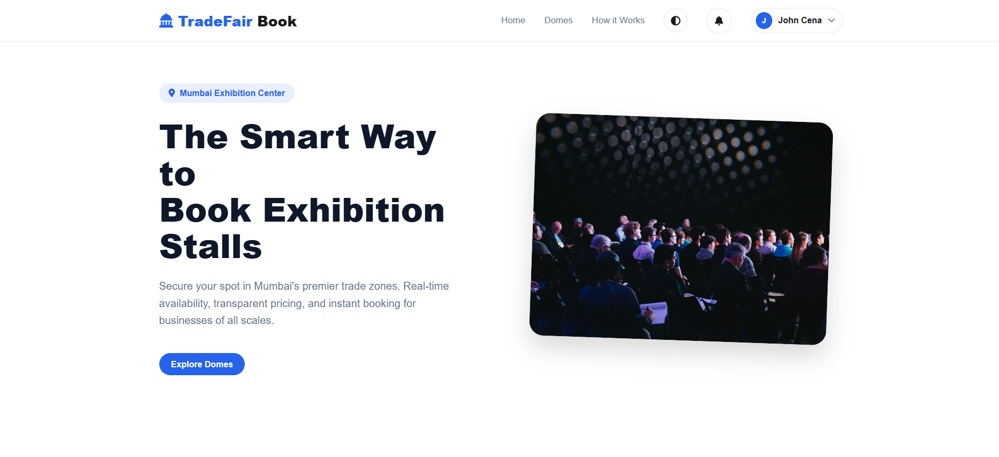 TradeFair Book
Home
Domes
How it Works
J
John Cena
Mumbai Exhibition Center
The Smart Way
to
Book Exhibition
Stalls
Secure your spot in Mumbai's premier trade zones. Real-time
availability, transparent pricing, and instant booking for
businesses of all scales.
Explore Domes